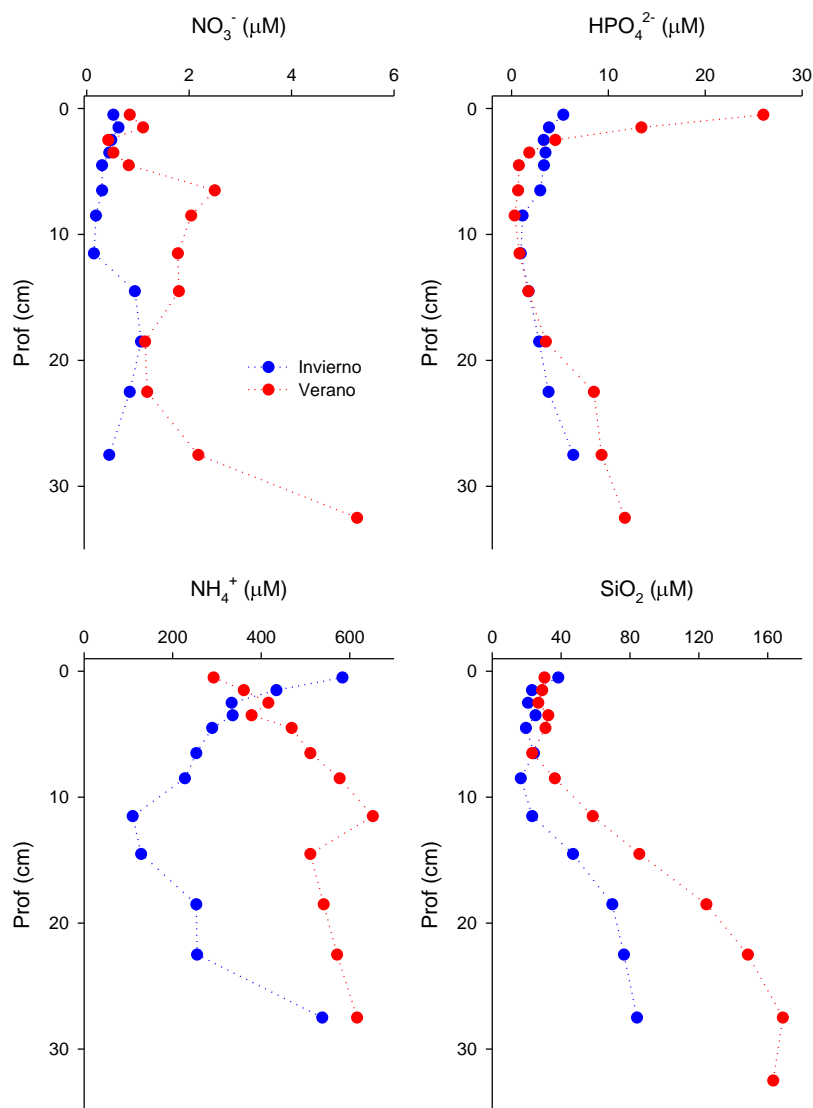 NO₃⁻ (μM)
HPO₄²⁻ (μM)
0 2 4 6
0 10 20 30
0
10
20
30
Prof (cm)
Prof (cm)
0
10
20
30
Invierno
Verano
NH₄⁺ (μM)
SiO₂ (μM)
0 200 400 600
0 40 80 120 160
0
10
20
30
Prof (cm)
Prof (cm)
0
10
20
30